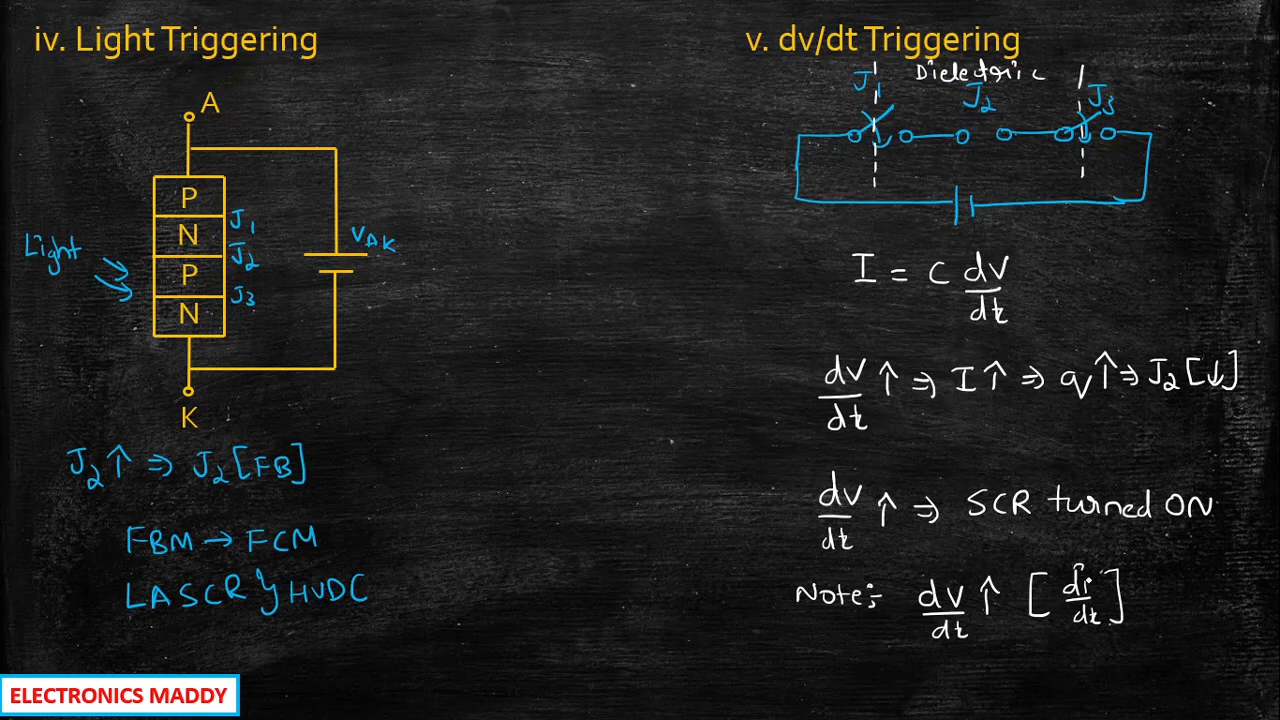 iv. Light Triggering
A
P
J1
N
J2
P
J3
N
Light
VAK
K
J2 ↑ ⇒ J2 [FB]
FBM → FCM
LASCR } HVDC
v. dv/dt Triggering
Dielectric
J1
J2
J3
I = C dv/dt
dv/dt ↑ ⇒ I ↑ ⇒ q ↑ ⇒ J2 [↓]
dv/dt ↑ ⇒ SCR turned ON
Note:- dv/dt ↑ [di/dt]
ELECTRONICS MADDY